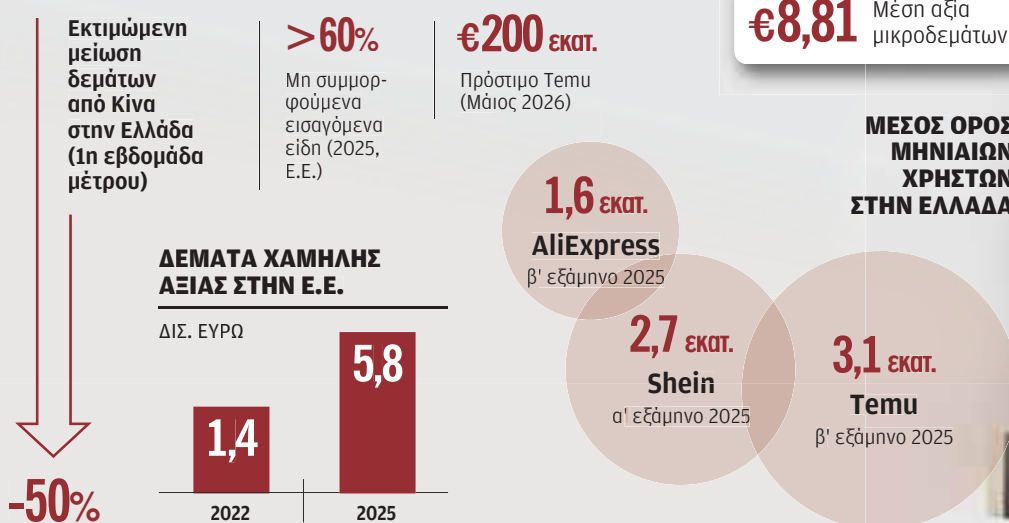 Εκτιμώμενη
μείωση
δεμάτων
από Κίνα
στην Ελλάδα
(1η εβδομάδα
μέτρου)
-50%
>60%
Μη συμμορ-
φούμενα
εισαγόμενα
είδη (2025,
Ε.Ε.)
€200 εκατ.
Πρόστιμο Temu
(Μάιος 2026)
€8,81
Μέση αξία
μικροδεμάτων
ΔΕΜΑΤΑ ΧΑΜΗΛΗΣ
ΑΞΙΑΣ ΣΤΗΝ Ε.Ε.
ΔΙΣ. ΕΥΡΩ
1,4
5,8
2022
2025
ΜΕΣΟΣ ΟΡΟΣ
ΜΗΝΙΑΙΩΝ
ΧΡΗΣΤΩΝ
ΣΤΗΝ ΕΛΛΑΔΑ
1,6 εκατ.
AliExpress
β' εξάμηνο 2025
2,7 εκατ.
Shein
α' εξάμηνο 2025
3,1 εκατ.
Temu
β' εξάμηνο 2025